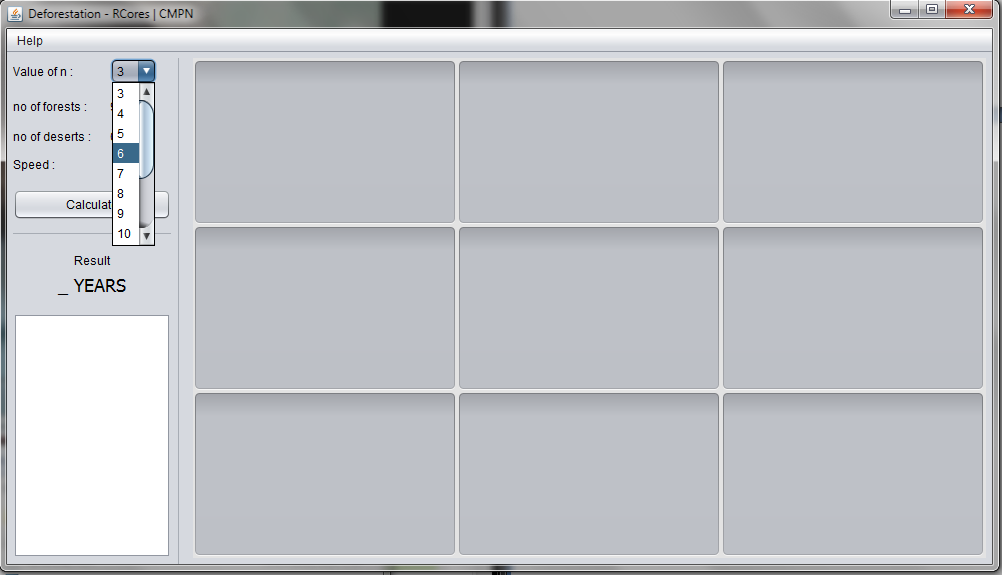 Deforestation - RCores | CMPN
Help
Value of n : 3
3
4
5
6
7
8
9
10
no of forests :
no of deserts :
Speed :
Result
_ YEARS